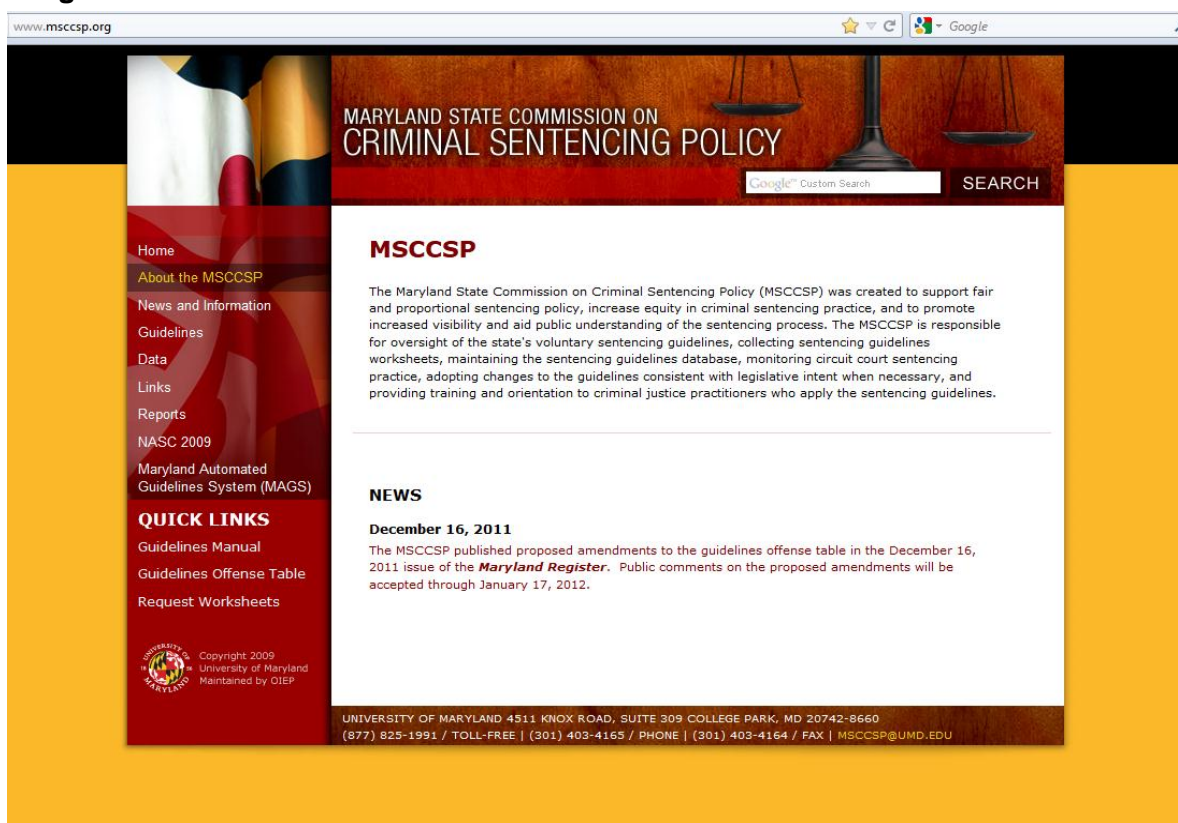 www.msccsp.org
Google
MARYLAND STATE COMMISSION ON
CRIMINAL SENTENCING POLICY
Google™ Custom Search
SEARCH
Home
About the MSCCSP
News and Information
Guidelines
Data
Links
Reports
NASC 2009
Maryland Automated
Guidelines System (MAGS)
QUICK LINKS
Guidelines Manual
Guidelines Offense Table
Request Worksheets
UNIVERSITY OF
MARYLAND
18 56
Copyright 2009
University of Maryland
Maintained by OIEP
MSCCSP
The Maryland State Commission on Criminal Sentencing Policy (MSCCSP) was created to support fair
and proportional sentencing policy, increase equity in criminal sentencing practice, and to promote
increased visibility and aid public understanding of the sentencing process. The MSCCSP is responsible
for oversight of the state's voluntary sentencing guidelines, collecting sentencing guidelines
worksheets, maintaining the sentencing guidelines database, monitoring circuit court sentencing
practice, adopting changes to the guidelines consistent with legislative intent when necessary, and
providing training and orientation to criminal justice practitioners who apply the sentencing guidelines.
NEWS
December 16, 2011
The MSCCSP published proposed amendments to the guidelines offense table in the December 16,
2011 issue of the Maryland Register. Public comments on the proposed amendments will be
accepted through January 17, 2012.
UNIVERSITY OF MARYLAND 4511 KNOX ROAD, SUITE 309 COLLEGE PARK, MD 20742-8660
(877) 825-1991 / TOLL-FREE | (301) 403-4165 / PHONE | (301) 403-4164 / FAX | MSCCSP@UMD.EDU